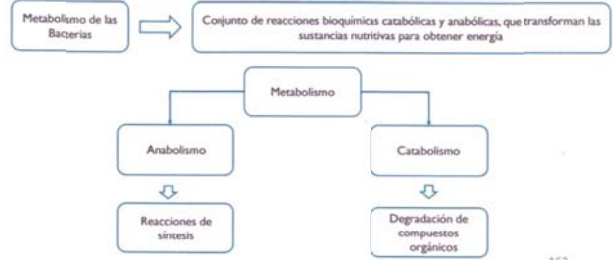 Metabolismo de las
Bacterias
Conjunto de reacciones bioquímicas catabólicas y anabólicas, que transforman las
sustancias nutritivas para obtener energía
Metabolismo
Anabolismo
Catabolismo
Reacciones de
síntesis
Degradación de
compuestos
orgánicos